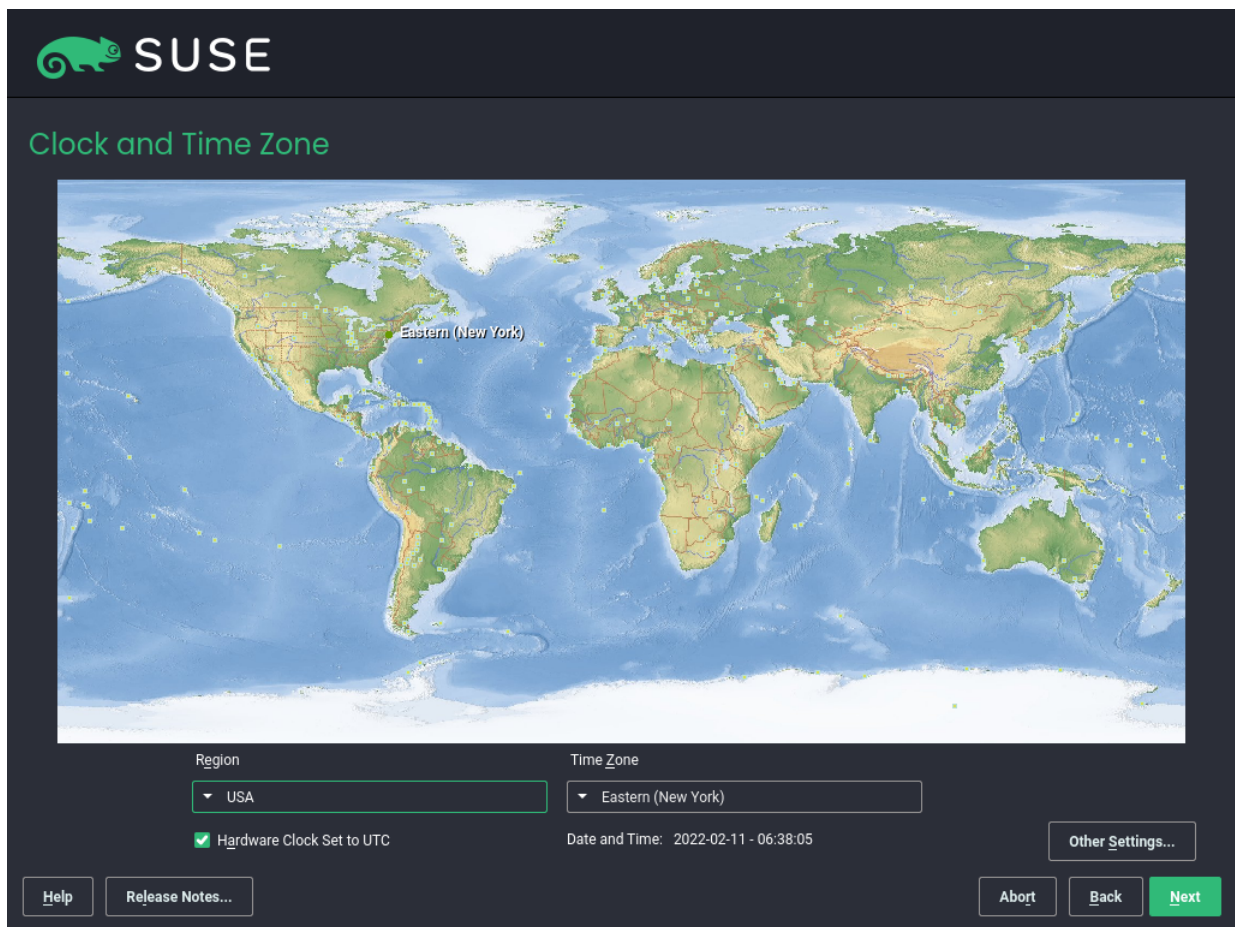 SUSE
Clock and Time Zone
Eastern (New York)
Region
Time Zone
USA
Eastern (New York)
Hardware Clock Set to UTC
Date and Time: 2022-02-11 - 06:38:05
Other Settings...
Help
Release Notes...
Abort
Back
Next